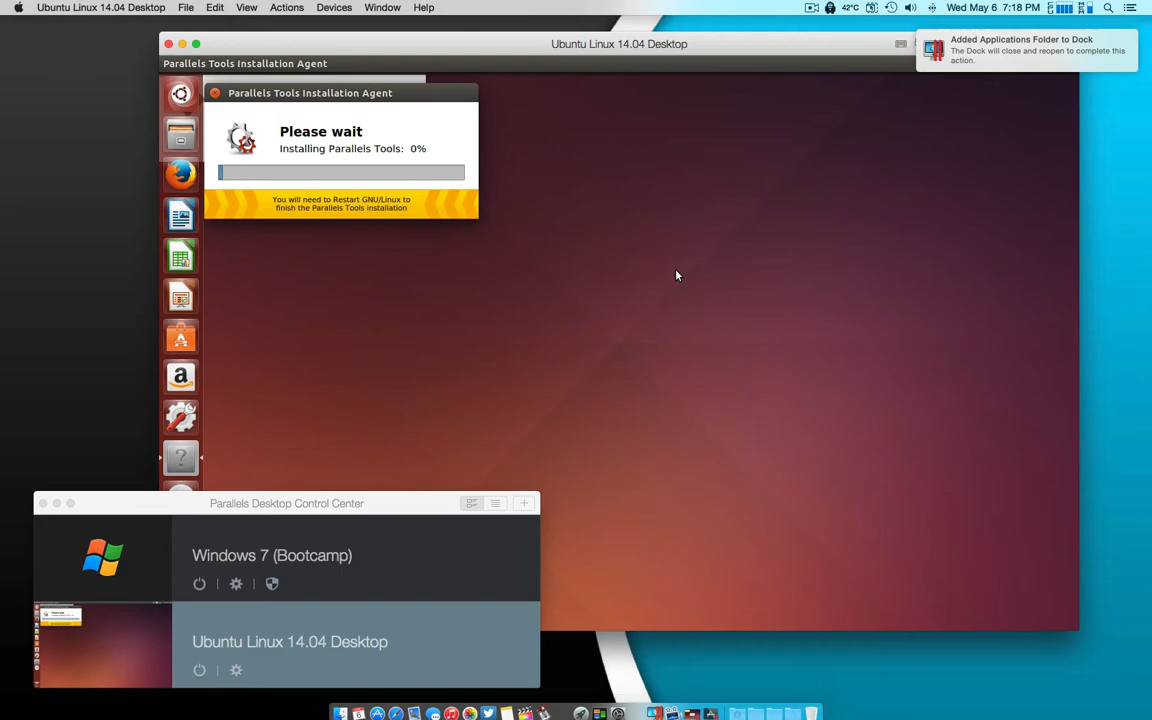 Ubuntu Linux 14.04 Desktop File Edit View Actions Devices Window Help
42°C Wed May 6 7:18 PM
Ubuntu Linux 14.04 Desktop
Added Applications Folder to Dock
The Dock will close and reopen to complete this
action.
Parallels Tools Installation Agent
Parallels Tools Installation Agent
Please wait
Installing Parallels Tools: 0%
You will need to Restart GNU/Linux to
finish the Parallels Tools installation
Parallels Desktop Control Center
Windows 7 (Bootcamp)
Ubuntu Linux 14.04 Desktop